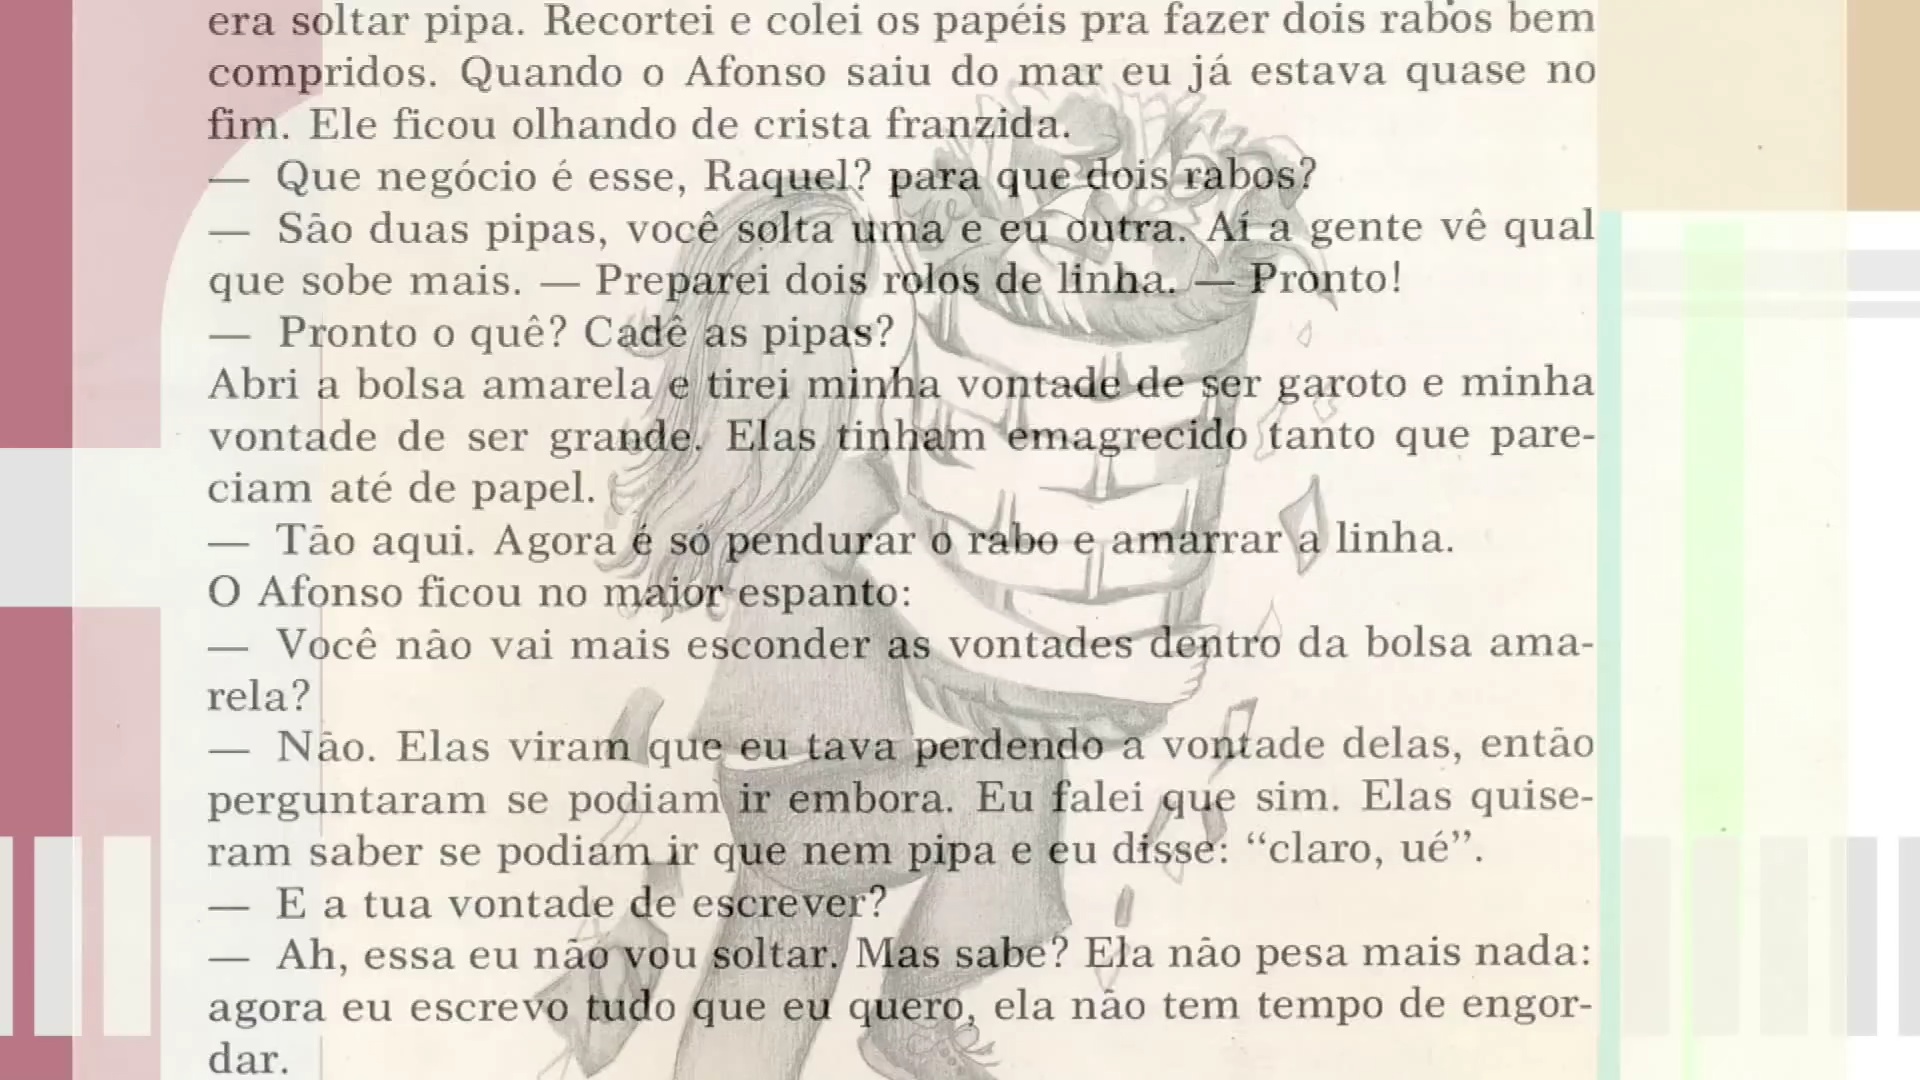 era soltar pipa. Recortei e colei os papéis pra fazer dois rabos bem
compridos. Quando o Afonso saiu do mar eu já estava quase no
fim. Ele ficou olhando de crista franzida.
— Que negócio é esse, Raquel? para que dois rabos?
— São duas pipas, você solta uma e eu outra. Aí a gente vê qual
que sobe mais. — Preparei dois rolos de linha. — Pronto!
— Pronto o quê? Cadê as pipas?
Abri a bolsa amarela e tirei minha vontade de ser garoto e minha
vontade de ser grande. Elas tinham emagrecido tanto que pare-
ciam até de papel.
— Tão aqui. Agora é só pendurar o rabo e amarrar a linha.
O Afonso ficou no maior espanto:
— Você não vai mais esconder as vontades dentro da bolsa ama-
rela?
— Não. Elas viram que eu tava perdendo a vontade delas, então
perguntaram se podiam ir embora. Eu falei que sim. Elas quise-
ram saber se podiam ir que nem pipa e eu disse: “claro, ué”.
— E a tua vontade de escrever?
— Ah, essa eu não vou soltar. Mas sabe? Ela não pesa mais nada:
agora eu escrevo tudo que eu quero, ela não tem tempo de engor-
dar.